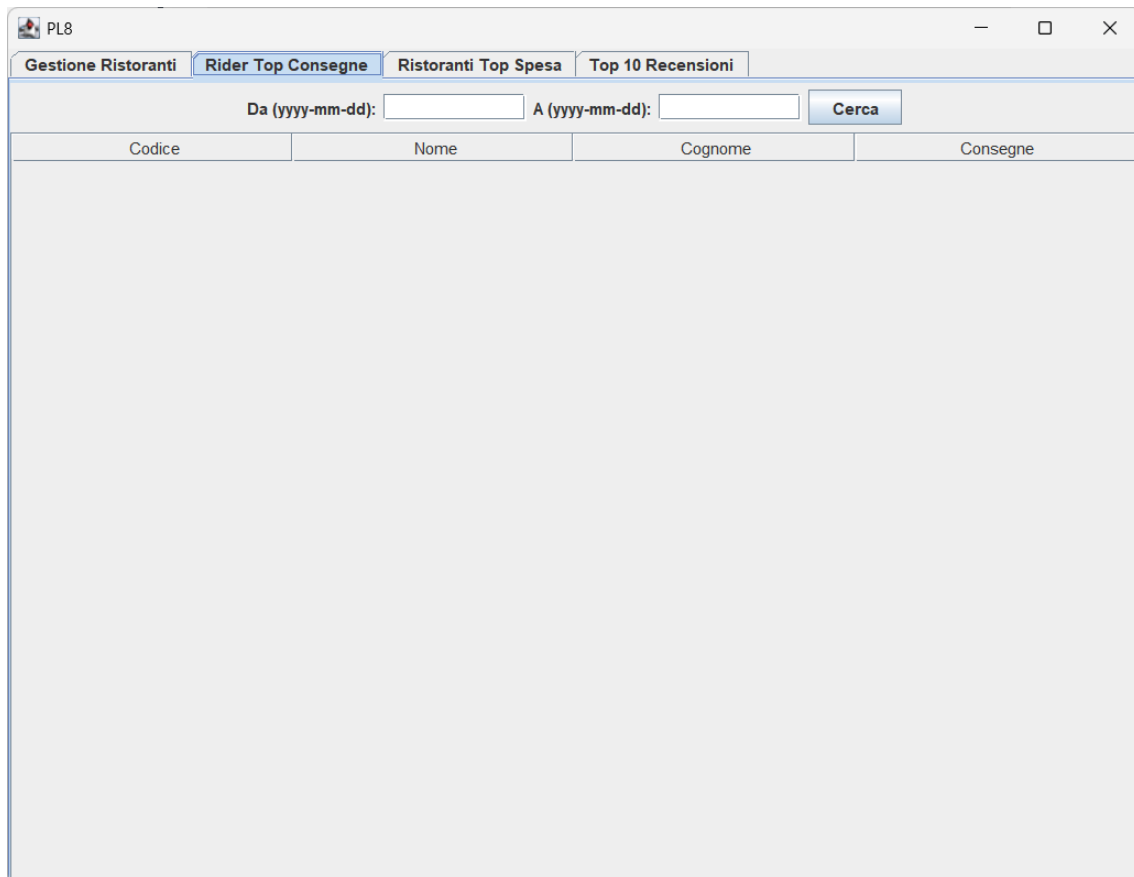 PL8
Gestione Ristoranti Rider Top Consegne Ristoranti Top Spesa Top 10 Recensioni
Da (yyyy-mm-dd): A (yyyy-mm-dd): Cerca
Codice Nome Cognome Consegne